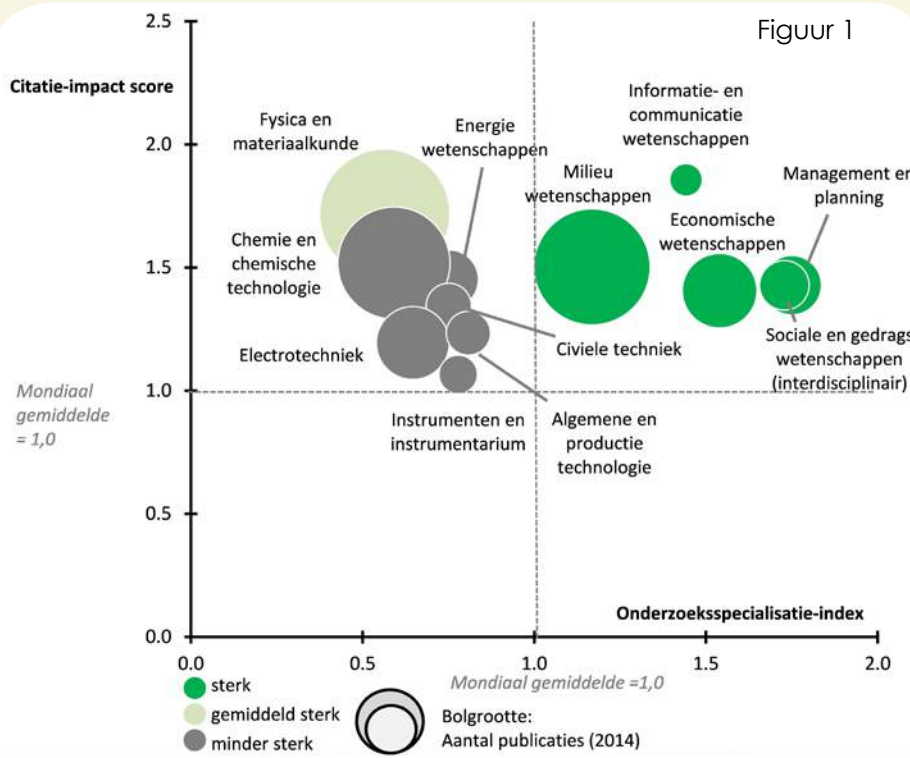 Figuur 1
2.5
Citatie-impact score
2.0
1.5
1.0
0.5
0.0
Mondiaal
gemiddelde
= 1,0
Fysica en
materiaalkunde
Energie
wetenschappen
Informatie- en
communicatie
wetenschappen
Milieu
wetenschappen
Management en
planning
Economische
wetenschappen
Chemie en
chemische
technologie
Electrotechniek
Civiele techniek
Sociale en gedrags
wetenschappen
(interdisciplinair)
Instrumenten en
instrumentarium
Algemene en
productie
technologie
Onderzoeksspecialisatie-index
0.0
0.5
1.0
1.5
2.0
Mondiaal gemiddelde =1,0
sterk
gemiddeld sterk
minder sterk
Bolgrootte:
Aantal publicaties (2014)